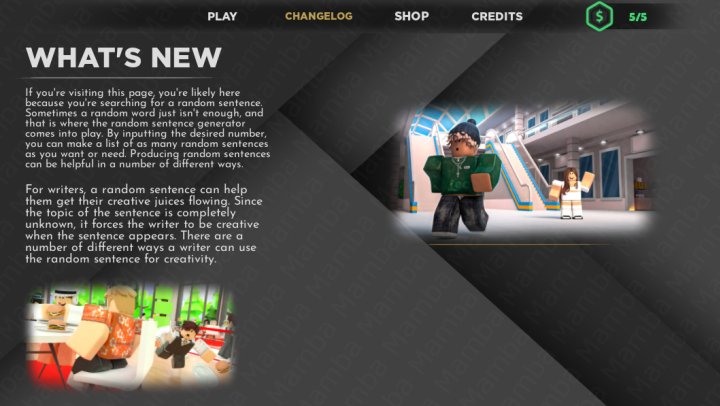 PLAY CHANGELOG SHOP CREDITS $ 5/5
WHAT'S NEW
If you're visiting this page, you're likely here
because you're searching for a random sentence.
Sometimes a random word just isn't enough, and
that is where the random sentence generator
comes into play. By inputting the desired number,
you can make a list of as many random sentences
as you want or need. Producing random sentences
can be helpful in a number of different ways.
For writers, a random sentence can help
them get their creative juices flowing. Since
the topic of the sentence is completely
unknown, it forces the writer to be creative
when the sentence appears. There are a
number of different ways a writer can use
the random sentence for creativity.